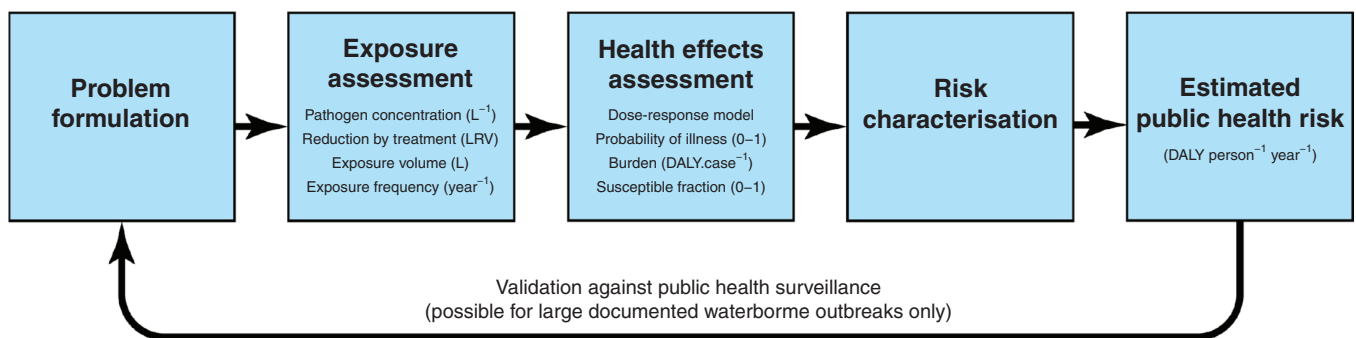 Problem
formulation
Exposure
assessment
Pathogen concentration (L⁻¹)
Reduction by treatment (LRV)
Exposure volume (L)
Exposure frequency (year⁻¹)
Health effects
assessment
Dose-response model
Probability of illness (0–1)
Burden (DALY.case⁻¹)
Susceptible fraction (0–1)
Risk
characterisation
Estimated
public health risk
(DALY person⁻¹ year⁻¹)
Validation against public health surveillance
(possible for large documented waterborme outbreaks only)